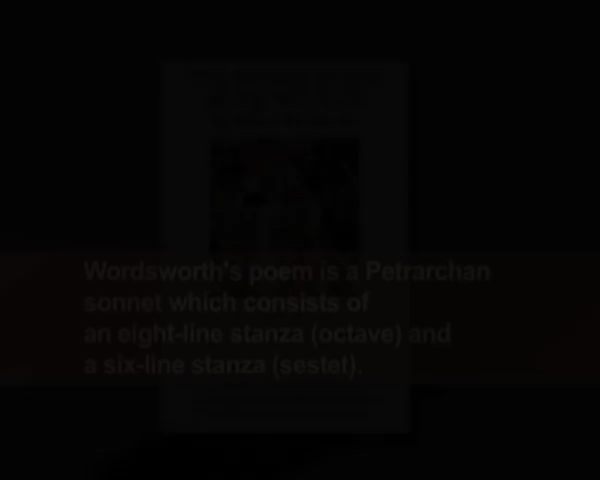 Wordsworth's poem is a Petrarchan
sonnet which consists of
an eight-line stanza (octave) and
a six-line stanza (sestet).